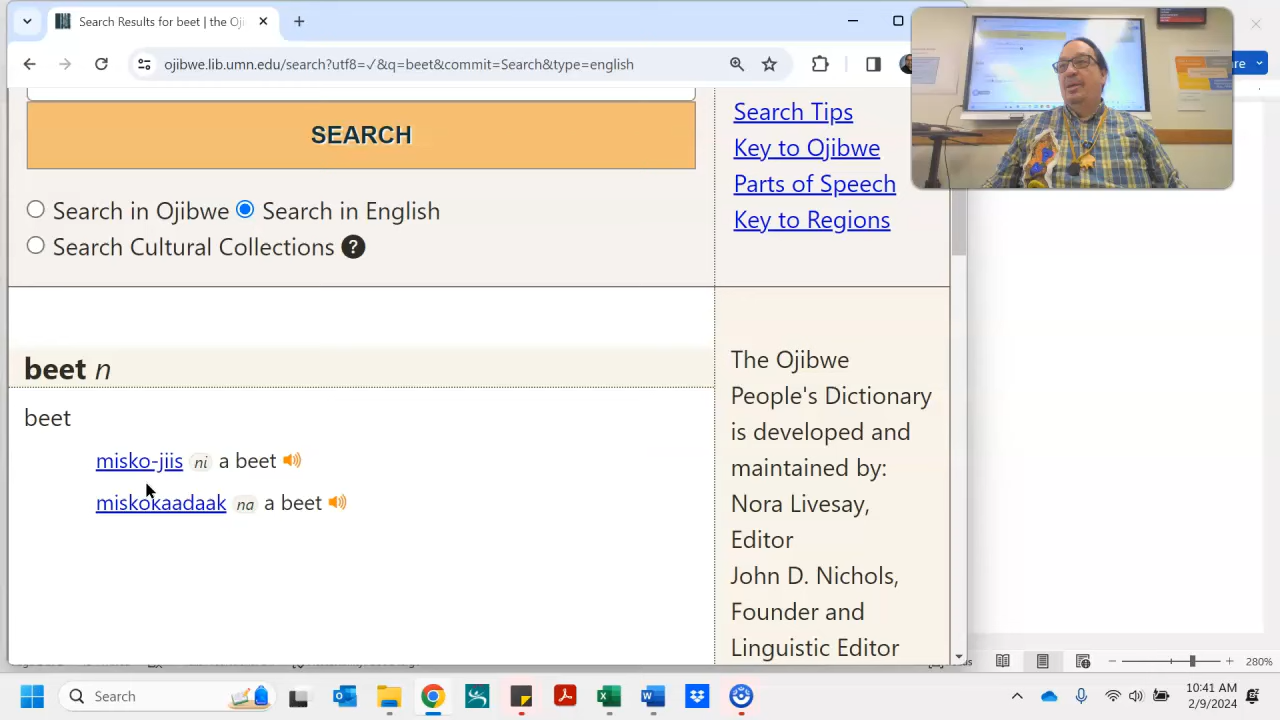 Search Results for beet | the Oji
ojibwe.lib.umn.edu/search?utf8=✓&q=beet&commit=Search&type=english
SEARCH
Search in Ojibwe Search in English
Search Cultural Collections ?
Search Tips
Key to Ojibwe
Parts of Speech
Key to Regions
beet n
beet
misko-jiis ni a beet
miskokaadaak na a beet
The Ojibwe
People's Dictionary
is developed and
maintained by:
Nora Livesay,
Editor
John D. Nichols,
Founder and
Linguistic Editor
280%
Search
10:41 AM
2/9/2024